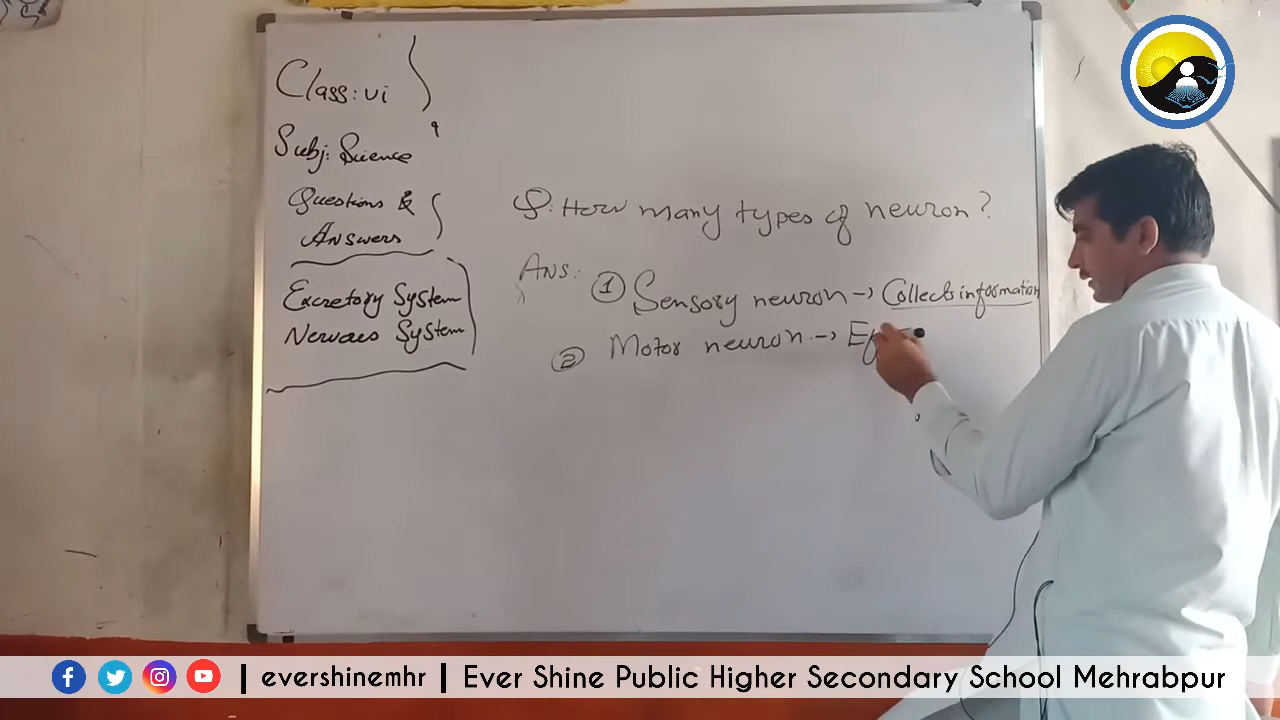 Class: vi
Subj: Science
Questions &
Answers
Excretory System
Nervous System
Q: How many types of neuron?
Ans:
① Sensory neuron → Collects information
② Motor neuron →
| evershinemhr | Ever Shine Public Higher Secondary School Mehrabpur